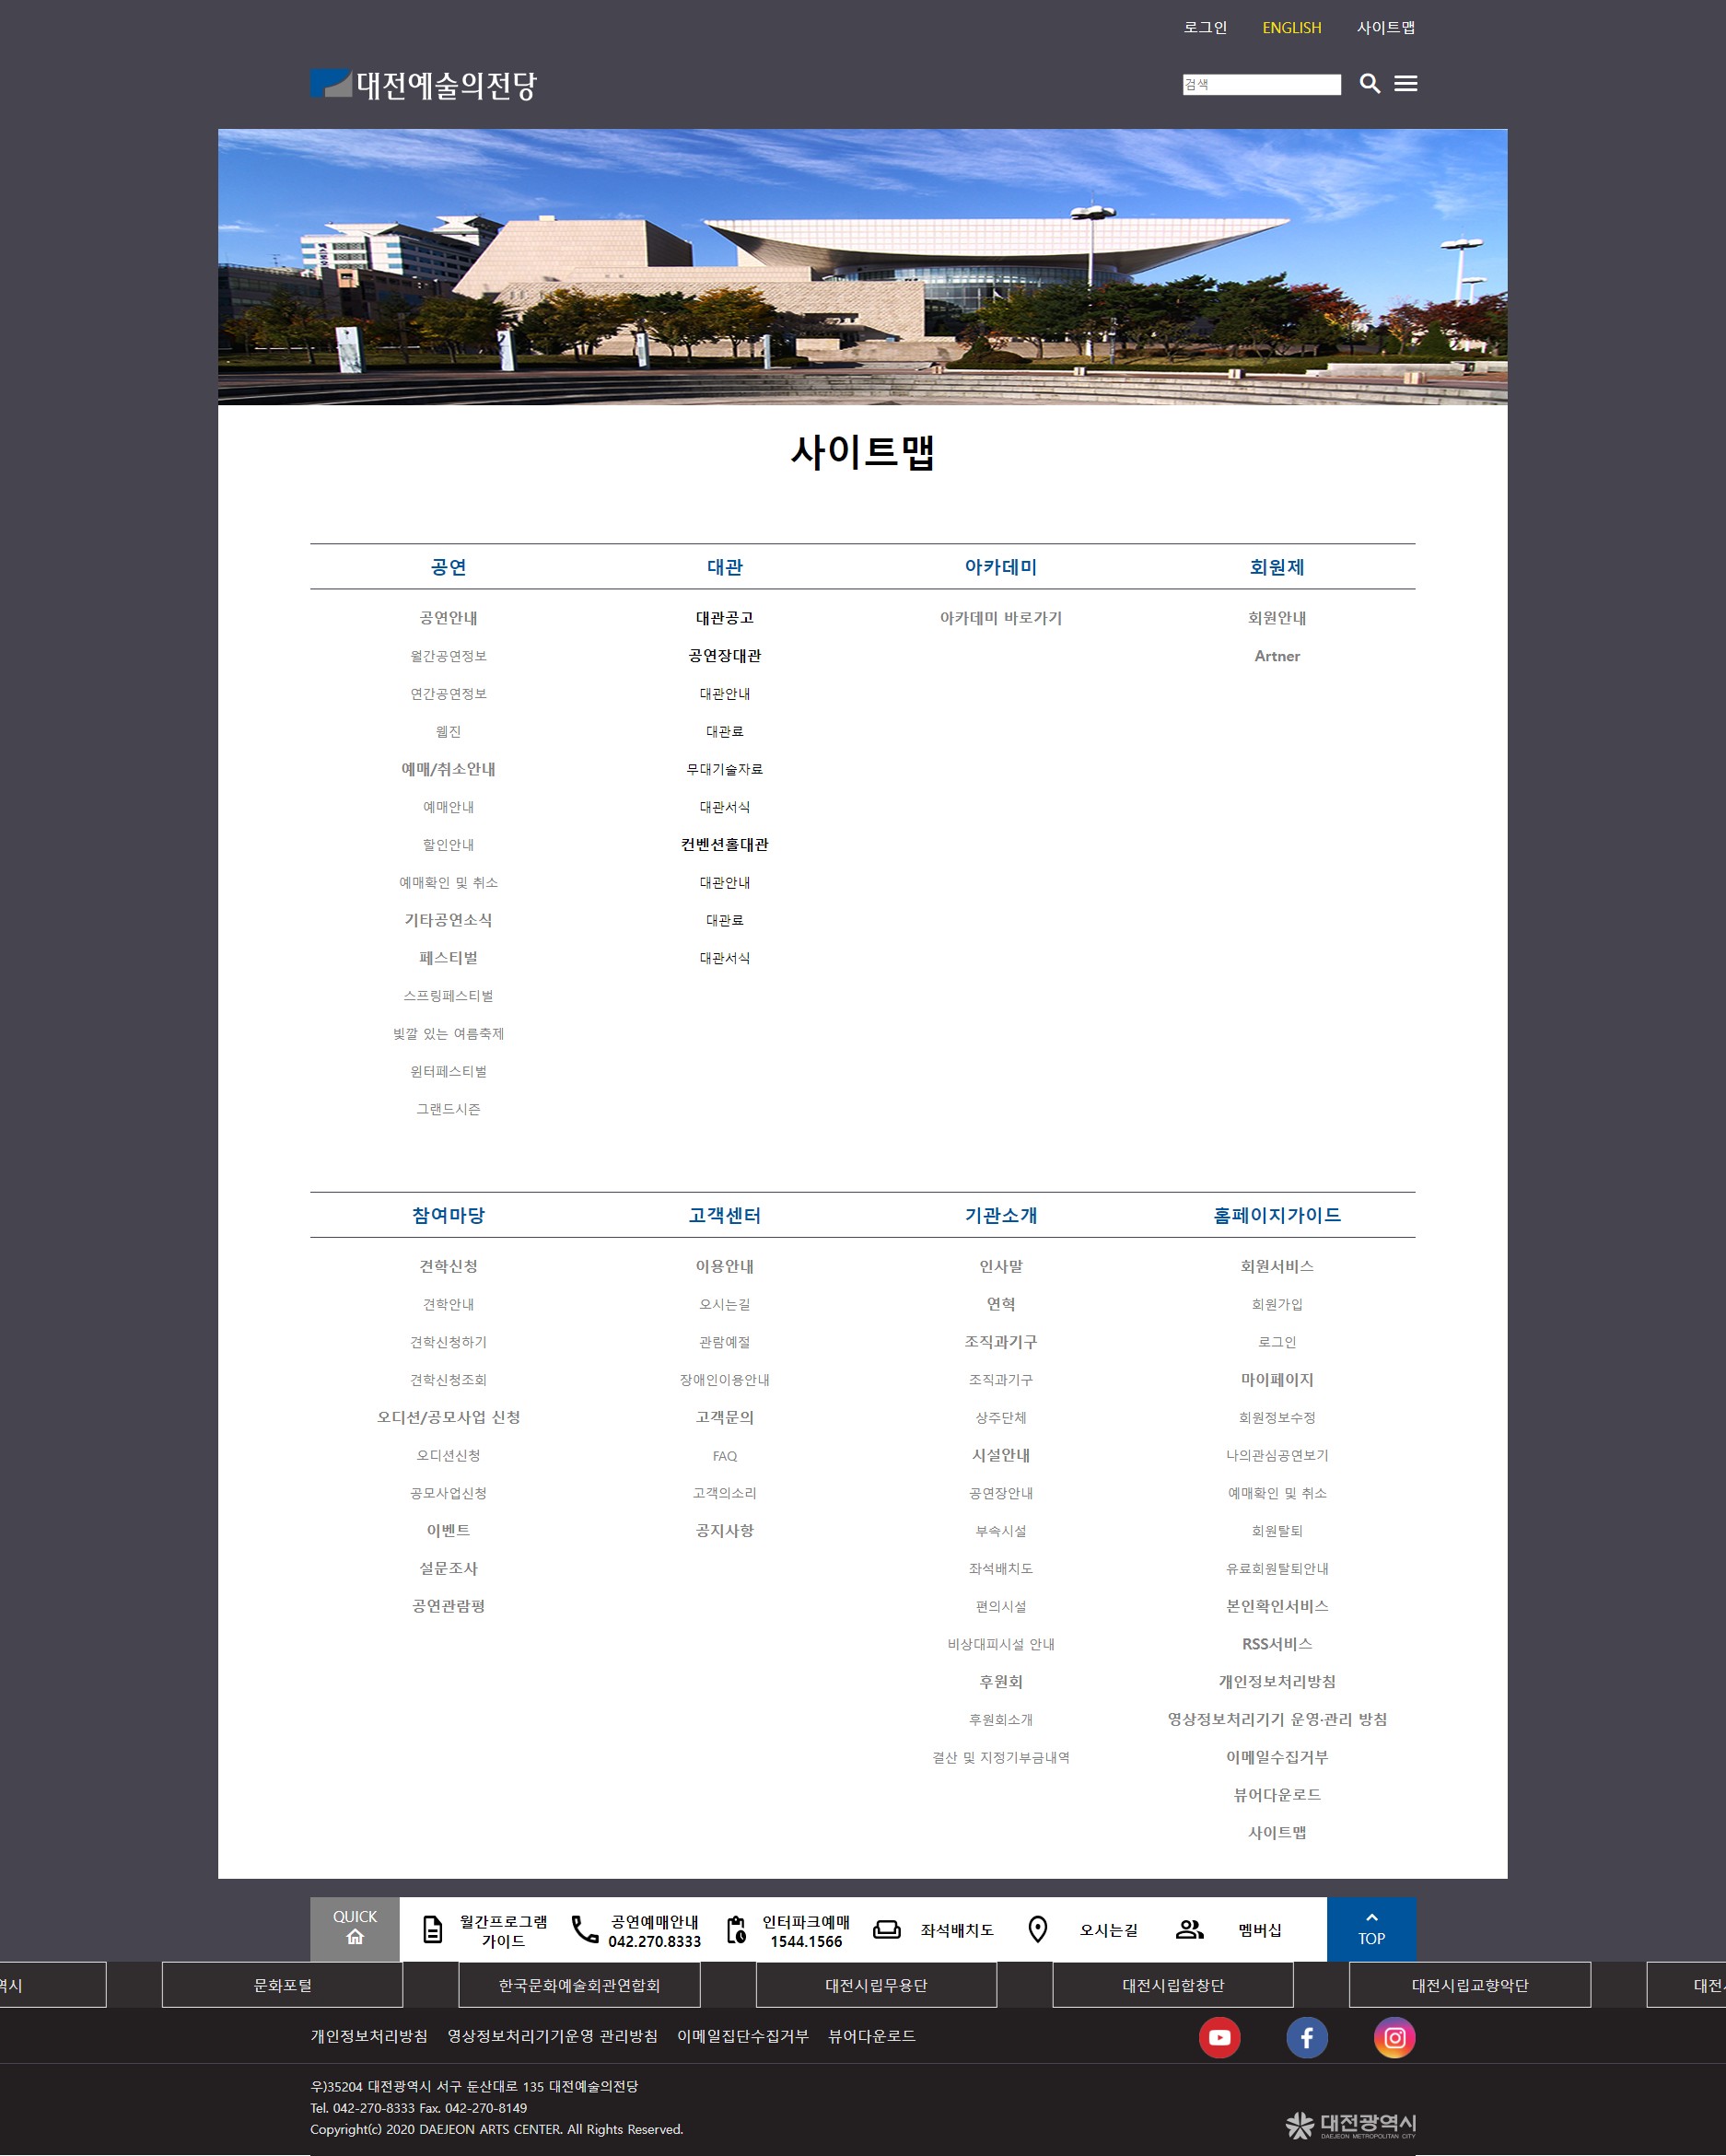 로그인 ENGLISH 사이트맵
대전예술의전당
검색
사이트맵
공연 대관 아카데미 회원제
공연안내 대관공고 아카데미 바로가기 회원안내
월간공연정보 공연장대관 Artner
연간공연정보 대관안내
웹진 대관료
예매/취소안내 무대기술자료
예매안내 대관서식
할인안내 컨벤션홀대관
예매확인 및 취소 대관안내
기타공연소식 대관료
페스티벌 대관서식
스프링페스티벌
빛깔 있는 여름축제
윈터페스티벌
그랜드시즌
참여마당 고객센터 기관소개 홈페이지가이드
견학신청 이용안내 인사말 회원서비스
견학안내 오시는길 연혁 회원가입
견학신청하기 관람예절 조직과기구 로그인
견학신청조회 장애인이용안내 조직과기구 마이페이지
오디션/공모사업 신청 고객문의 상주단체 회원정보수정
오디션신청 FAQ 시설안내 나의관심공연보기
공모사업신청 고객의소리 공연장안내 예매확인 및 취소
이벤트 공지사항 부속시설 회원탈퇴
설문조사 좌석배치도 유료회원탈퇴안내
공연관람평 편의시설 본인확인서비스
비상대피시설 안내 RSS서비스
후원회 개인정보처리방침
후원회소개 영상정보처리기기 운영·관리 방침
결산 및 지정기부금내역 이메일수집거부
뷰어다운로드
사이트맵
QUICK 월간프로그램 공연예매안내 인터파크예매 좌석배치도 오시는길 멤버십 TOP
가이드 042.270.8333 1544.1566
역시 문화포털 한국문화예술회관연합회 대전시립무용단 대전시립합창단 대전시립교향악단 대전
개인정보처리방침 영상정보처리기기운영 관리방침 이메일집단수집거부 뷰어다운로드
우)35204 대전광역시 서구 둔산대로 135 대전예술의전당
Tel. 042-270-8333 Fax. 042-270-8149
Copyright(c) 2020 DAEJEON ARTS CENTER. All Rights Reserved.
대전광역시
DAEJEON METROPOLITAN CITY